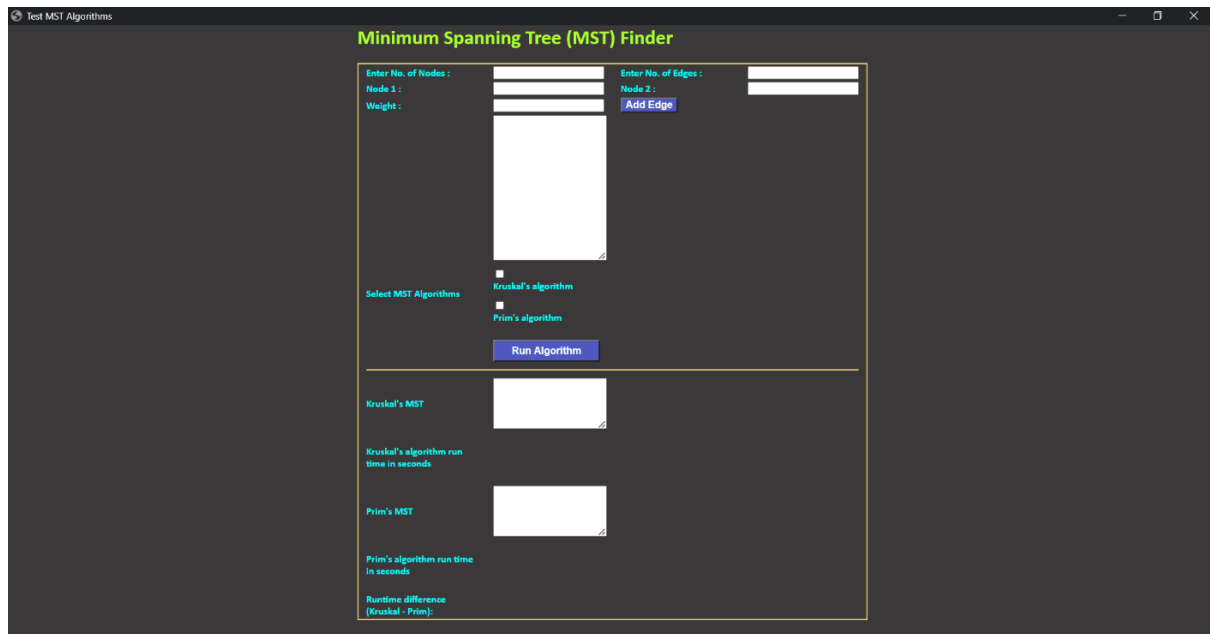 Test MST Algorithms
Minimum Spanning Tree (MST) Finder
Enter No. of Nodes :
Enter No. of Edges :
Node 1 :
Node 2 :
Weight :
Add Edge
Select MST Algorithms
Kruskal's algorithm
Prim's algorithm
Run Algorithm
Kruskal's MST
Kruskal's algorithm run
time in seconds
Prim's MST
Prim's algorithm run time
in seconds
Runtime difference
(Kruskal - Prim):